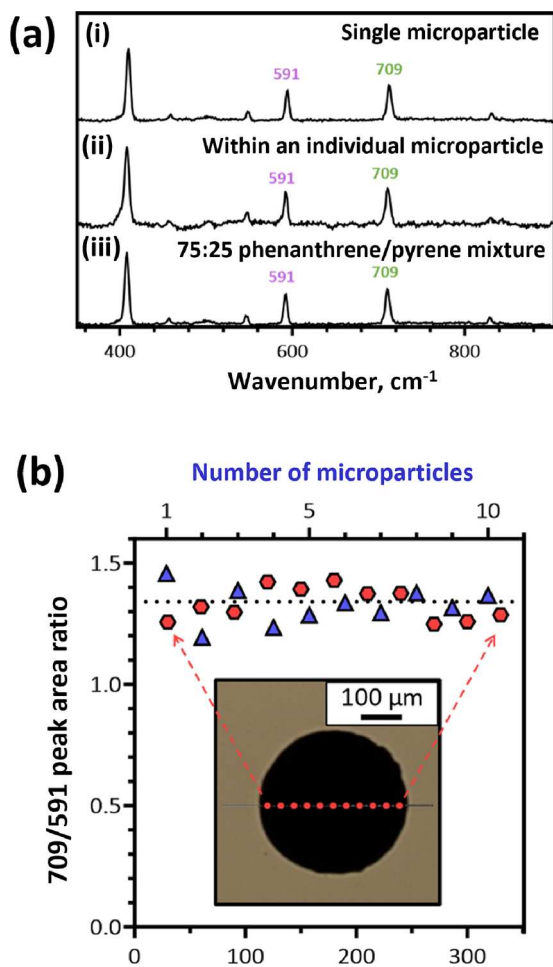 (a)
(i) Single microparticle
591 709
(ii) Within an individual microparticle
591 709
(iii) 75:25 phenanthrene/pyrene mixture
591 709
400 600 800
Wavenumber, cm⁻¹
(b)
Number of microparticles
1 5 10
1.5
1.0
0.5
0.0
709/591 peak area ratio
100 µm
0 100 200 300